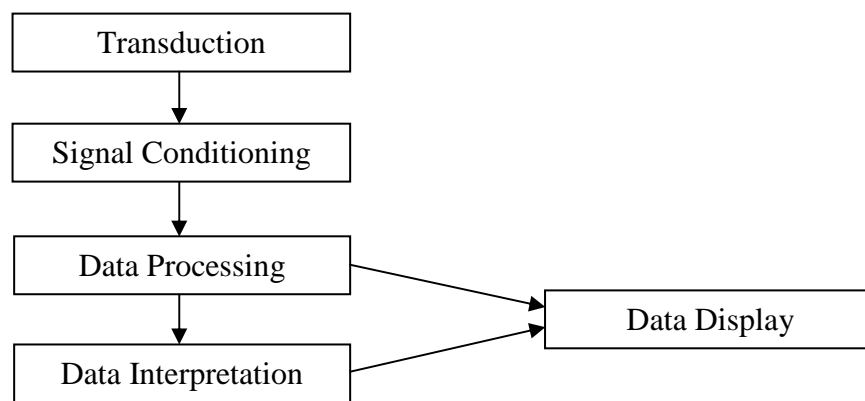 Transduction
Signal Conditioning
Data Processing
Data Display
Data Interpretation